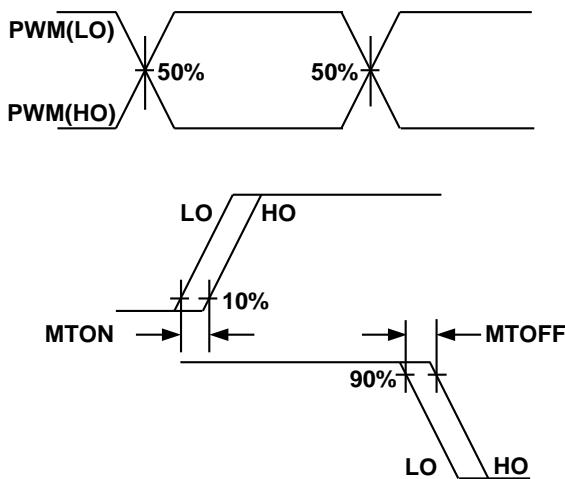 PWM(LO)
50%
50%
PWM(HO)
LO
HO
10%
MTON
MTOFF
90%
LO
HO